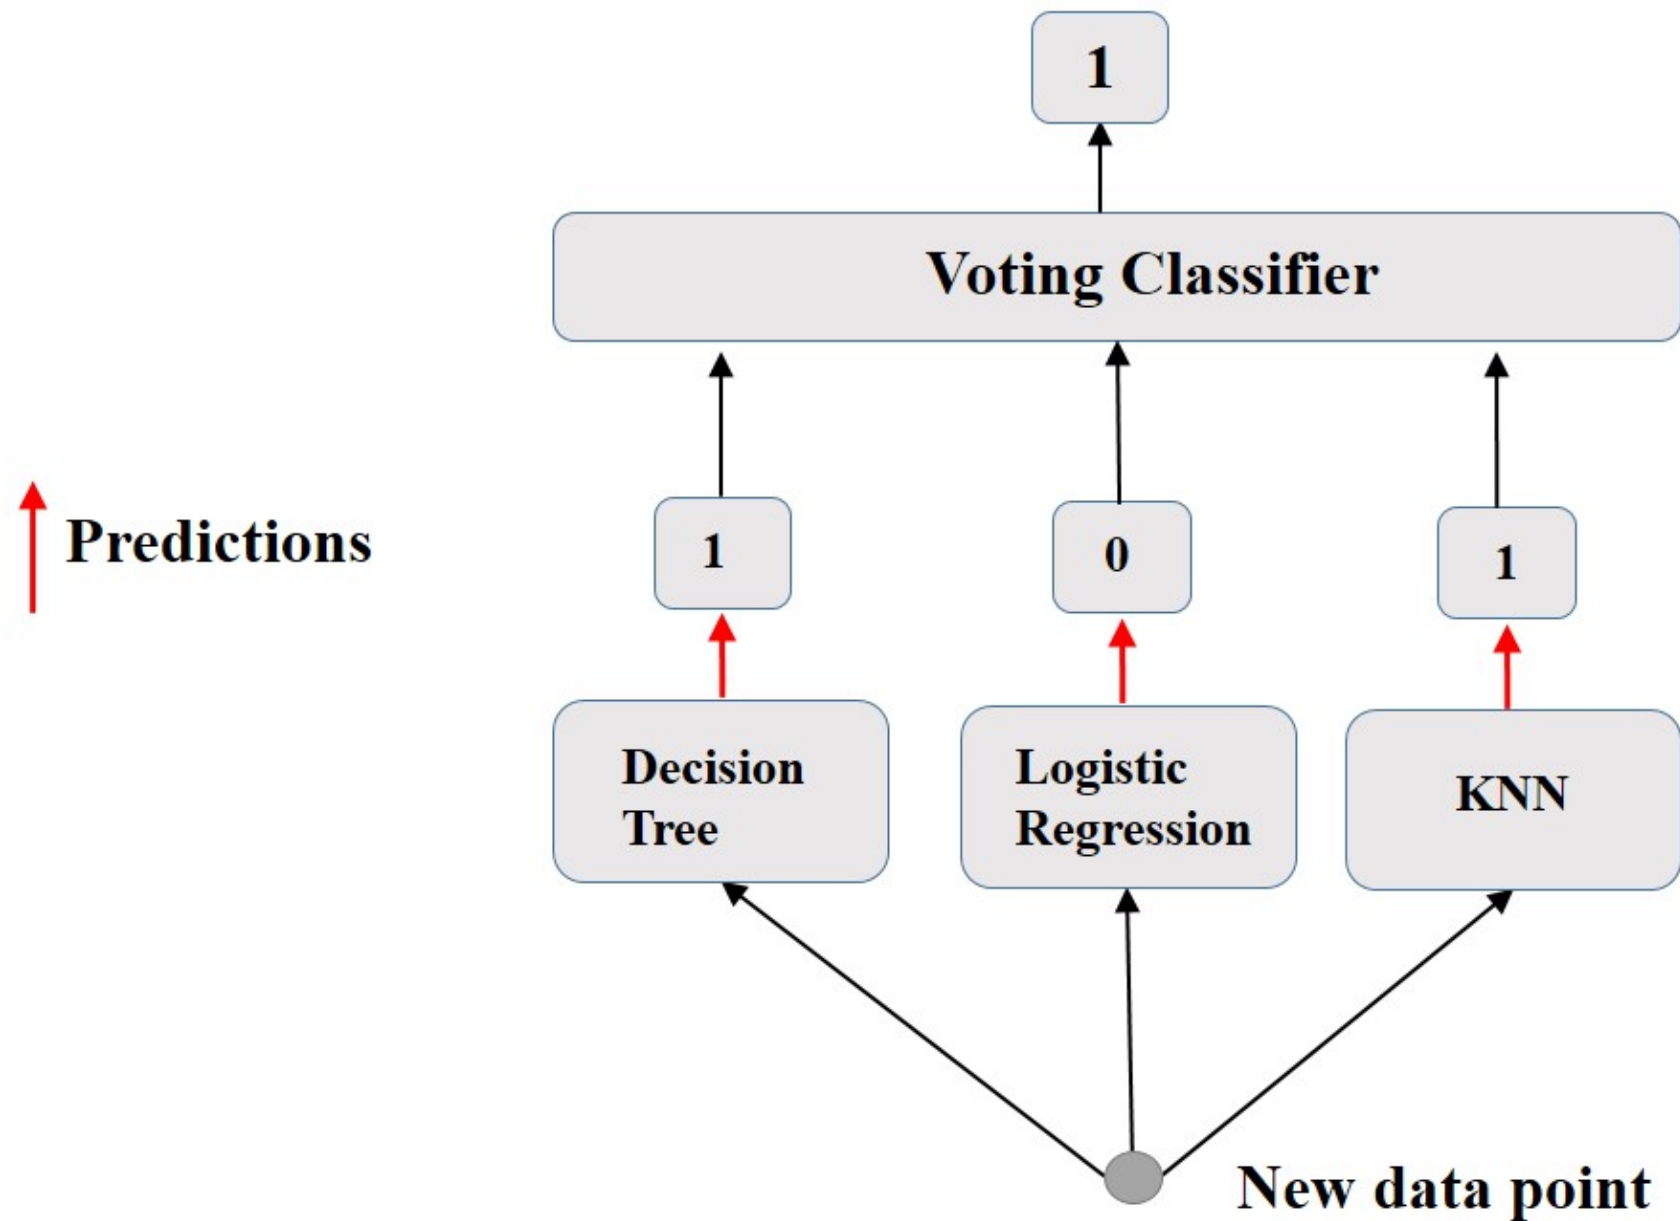 1
Voting Classifier
Predictions
1
0
1
Decision
Tree
Logistic
Regression
KNN
New data point